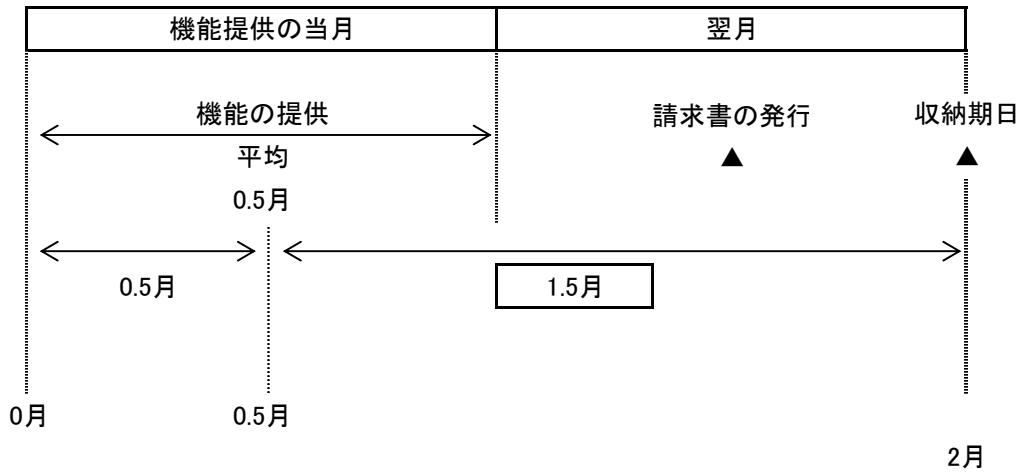 機能提供の当月 翌月
機能の提供 請求書の発行 収納期日
平均 ▲ ▲
0.5月
0.5月 1.5月
0月 0.5月
2月